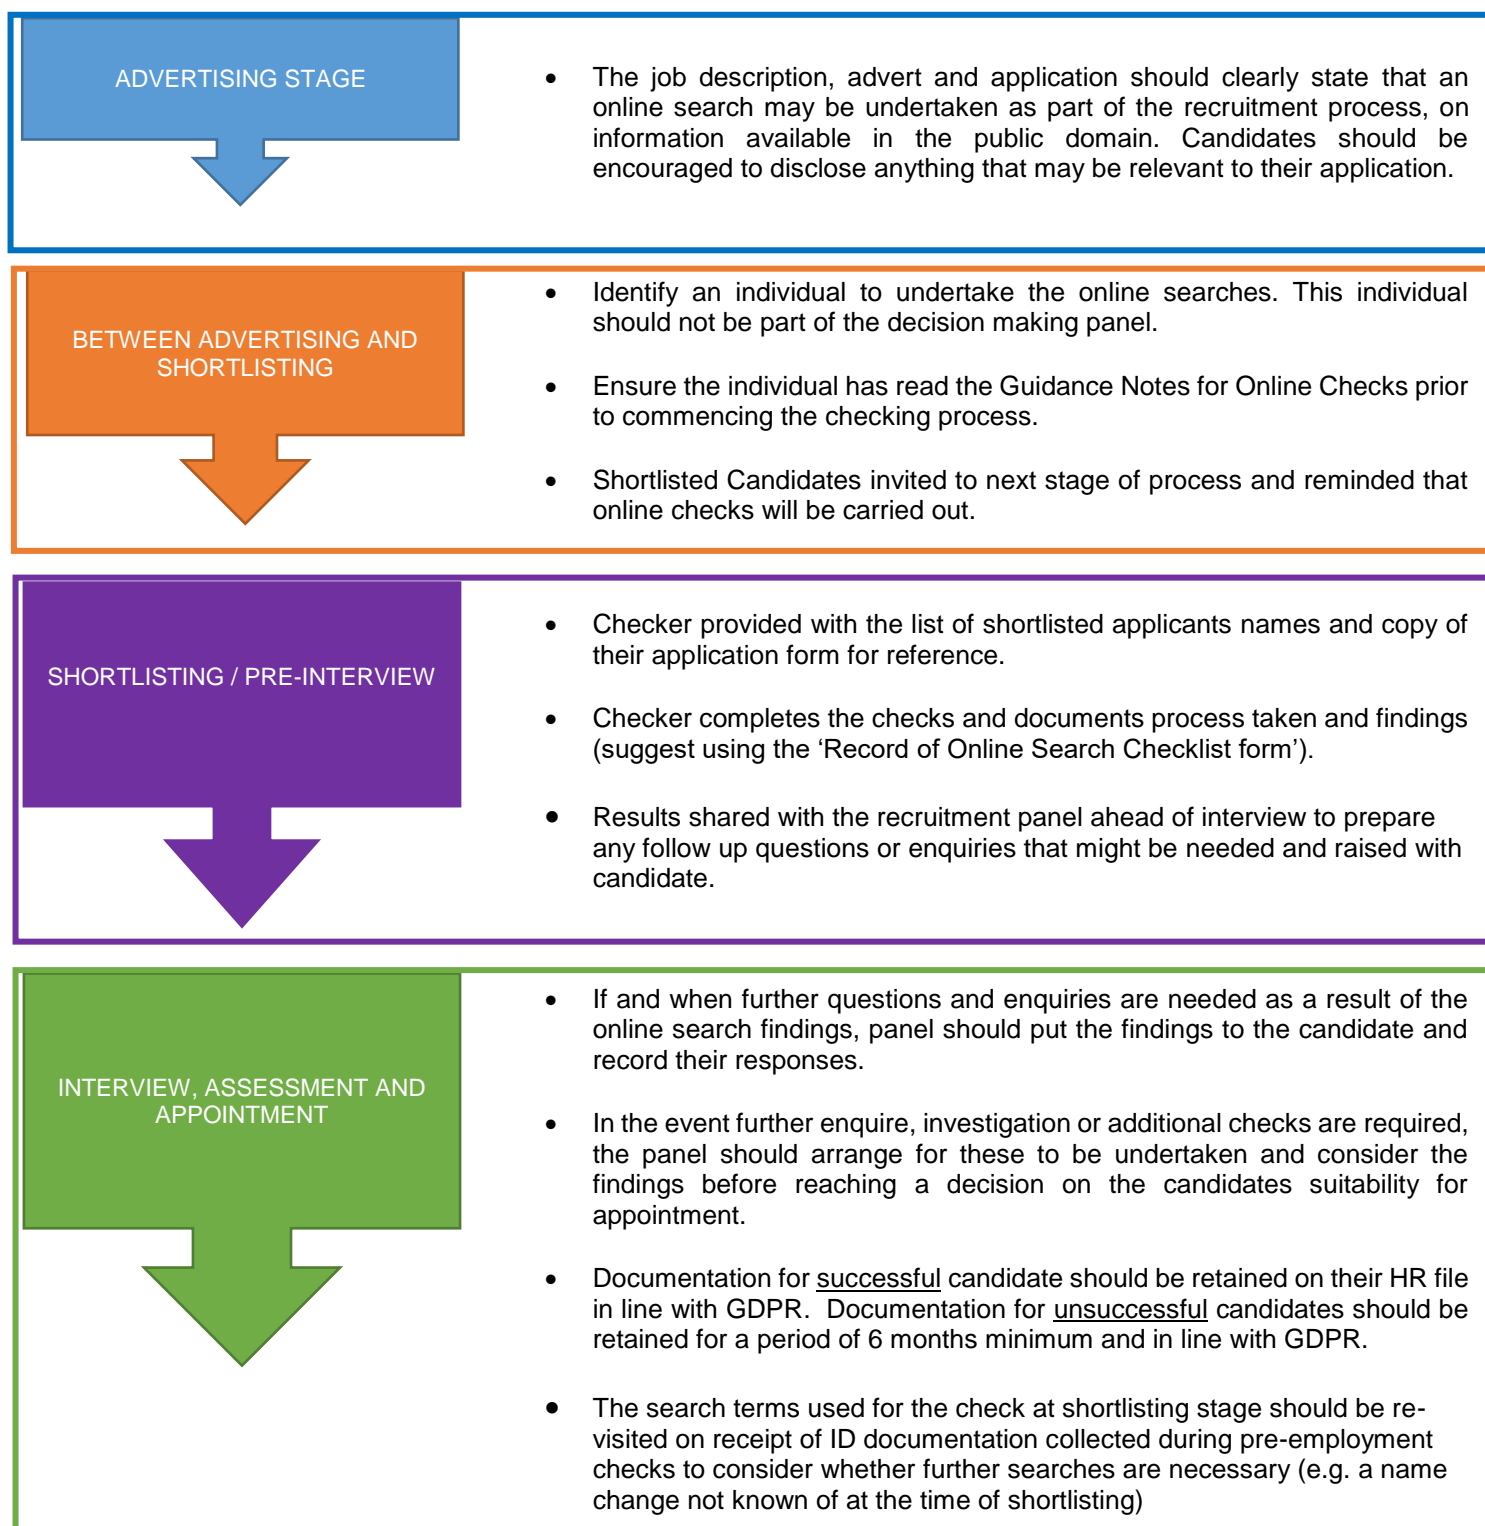 ADVERTISING STAGE
• The job description, advert and application should clearly state that an
online search may be undertaken as part of the recruitment process, on
information available in the public domain. Candidates should be
encouraged to disclose anything that may be relevant to their application.
BETWEEN ADVERTISING AND
SHORTLISTING
• Identify an individual to undertake the online searches. This individual
should not be part of the decision making panel.
• Ensure the individual has read the Guidance Notes for Online Checks prior
to commencing the checking process.
• Shortlisted Candidates invited to next stage of process and reminded that
online checks will be carried out.
SHORTLISTING / PRE-INTERVIEW
• Checker provided with the list of shortlisted applicants names and copy of
their application form for reference.
• Checker completes the checks and documents process taken and findings
(suggest using the ‘Record of Online Search Checklist form’).
• Results shared with the recruitment panel ahead of interview to prepare
any follow up questions or enquiries that might be needed and raised with
candidate.
INTERVIEW, ASSESSMENT AND
APPOINTMENT
• If and when further questions and enquiries are needed as a result of the
online search findings, panel should put the findings to the candidate and
record their responses.
• In the event further enquire, investigation or additional checks are required,
the panel should arrange for these to be undertaken and consider the
findings before reaching a decision on the candidates suitability for
appointment.
• Documentation for successful candidate should be retained on their HR file
in line with GDPR. Documentation for unsuccessful candidates should be
retained for a period of 6 months minimum and in line with GDPR.
• The search terms used for the check at shortlisting stage should be re-
visited on receipt of ID documentation collected during pre-employment
checks to consider whether further searches are necessary (e.g. a name
change not known of at the time of shortlisting)